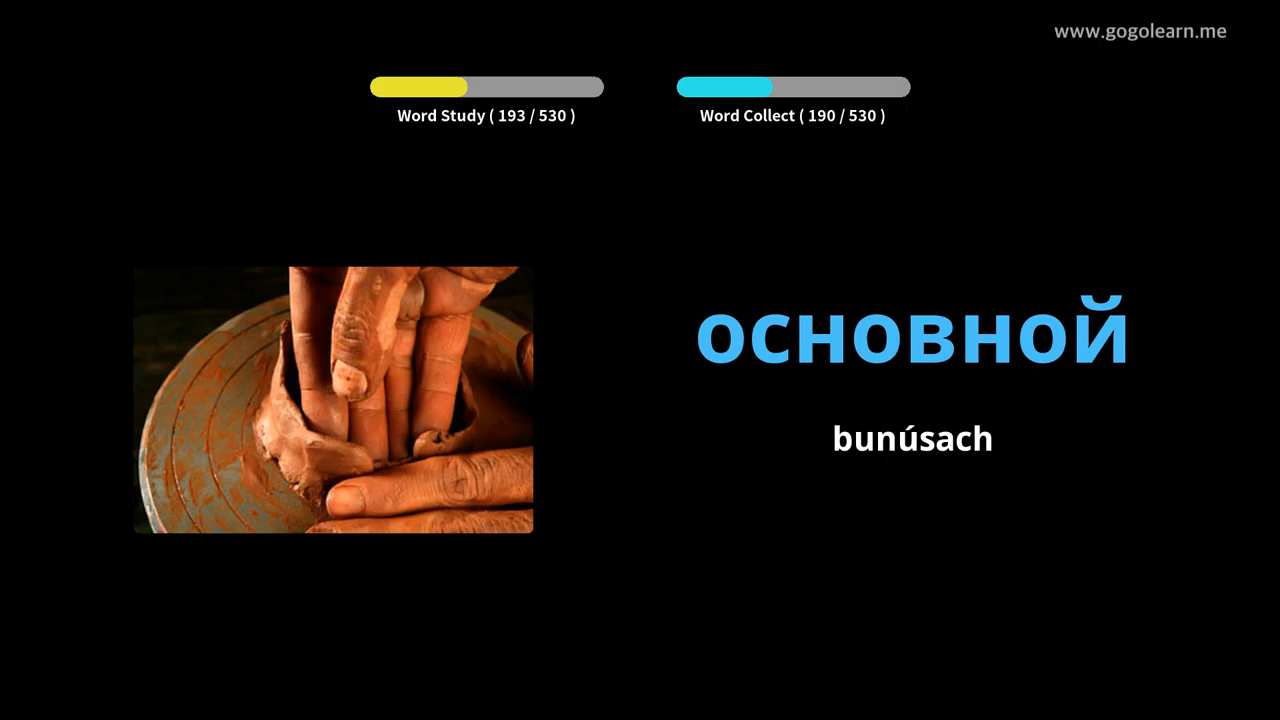 www.gogolearn.me
Word Study ( 193 / 530 )
Word Collect ( 190 / 530 )
основной
bunúsach